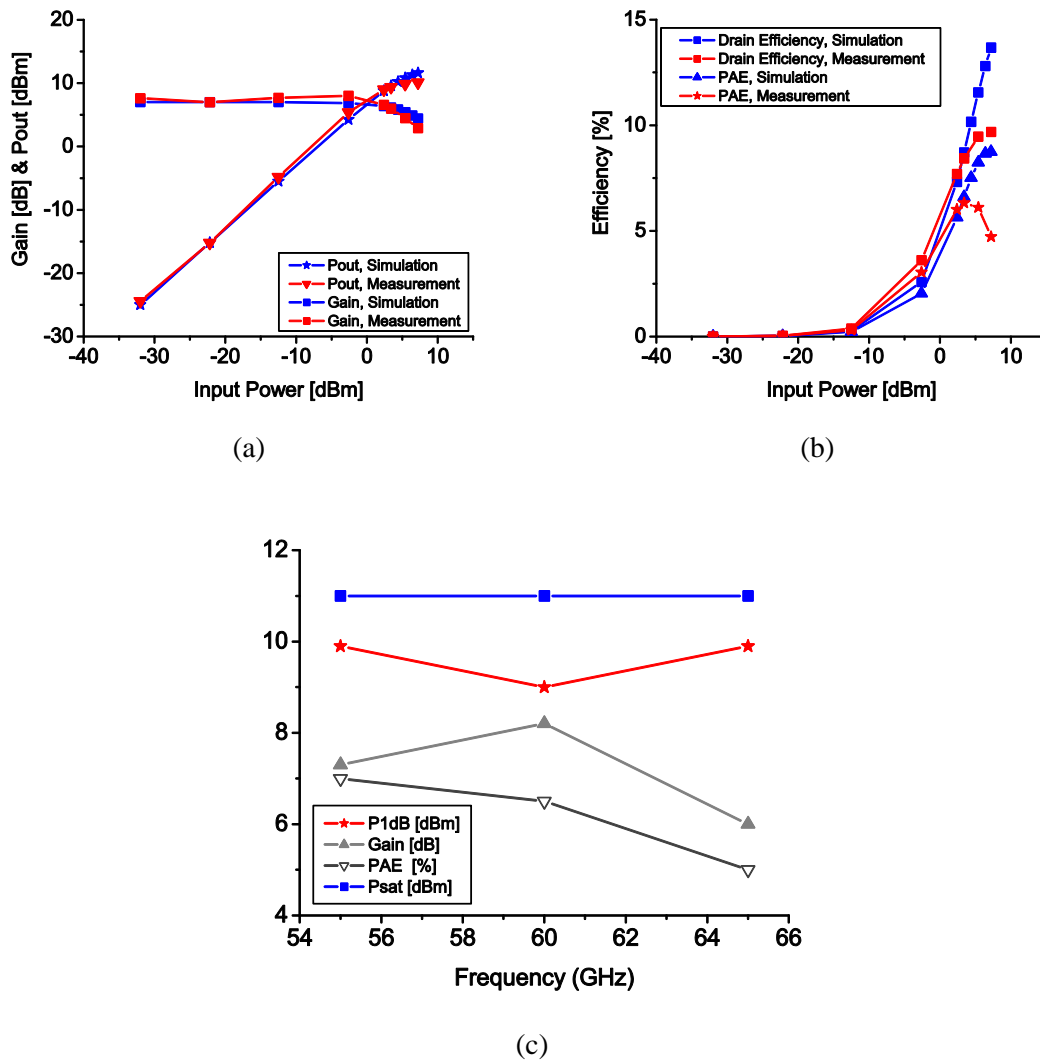 20
10
0
-10
-20
-30
Gain [dB] & Pout [dBm]
Pout, Simulation
Pout, Measurement
Gain, Simulation
Gain, Measurement
-40 -30 -20 -10 0 10
Input Power [dBm]
(a)
15
10
5
0
Efficiency [%]
Drain Efficiency, Simulation
Drain Efficiency, Measurement
PAE, Simulation
PAE, Measurement
-40 -30 -20 -10 0 10
Input Power [dBm]
(b)
12
10
8
6
4
P1dB [dBm]
Gain [dB]
PAE [%]
Psat [dBm]
54 56 58 60 62 64 66
Frequency (GHz)
(c)